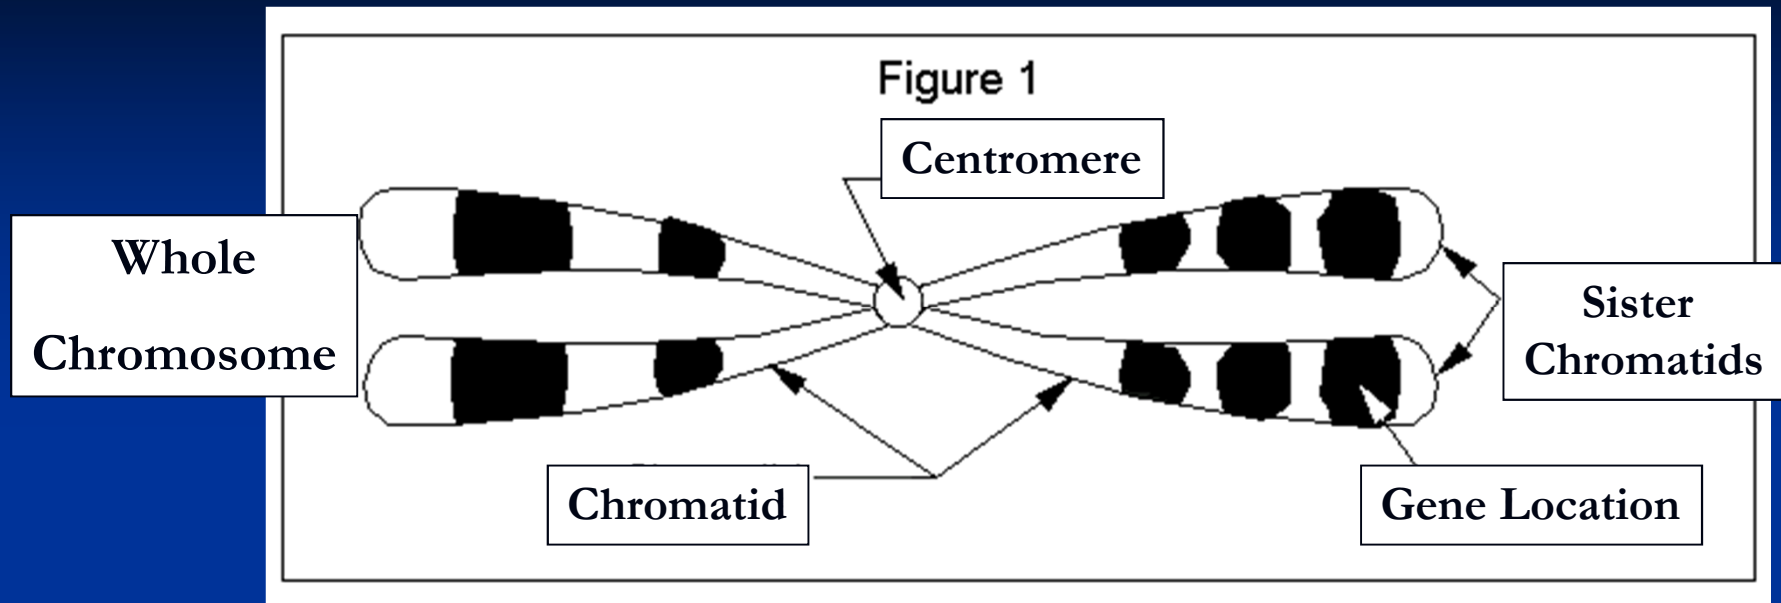 Figure 1
Centromere
Whole
Chromosome
Sister
Chromatids
Chromatid
Gene Location